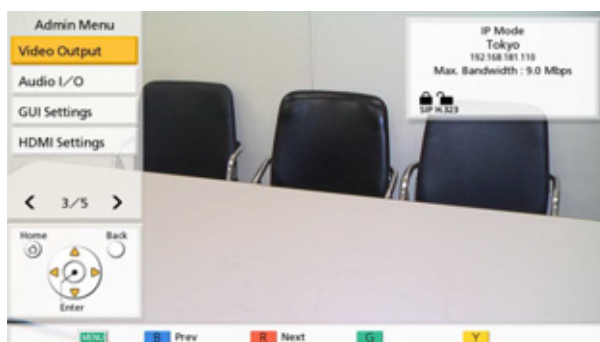 Admin Menu
Video Output
Audio I/O
GUI Settings
HDMI Settings
3/5
Home
Back
Enter
IP Mode
Tokyo
192.168.181.110
Max. Bandwidth : 9.0 Mbps
SIP H.323
MENU
B Prev
R Next
G
Y